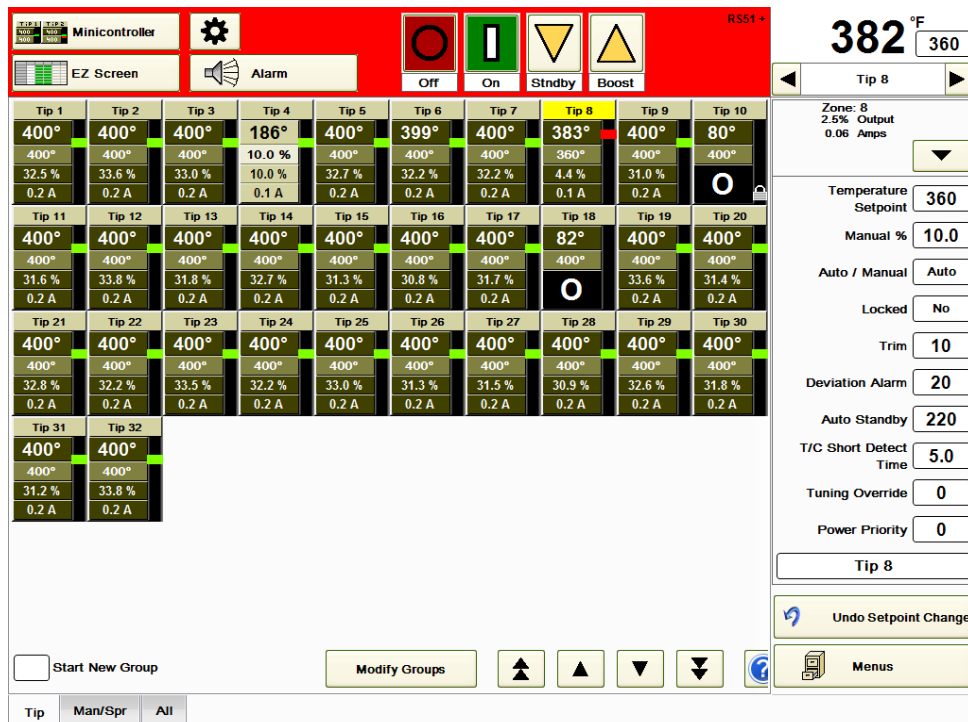 TiP 1 TiP 2
400 400
400 400
Minicontroller
RS51 +
EZ Screen
Alarm
Off On Stndby Boost
382 °F 360
Tip 8
Zone: 8
2.5% Output
0.06 Amps
Tip 1 Tip 2 Tip 3 Tip 4 Tip 5 Tip 6 Tip 7 Tip 8 Tip 9 Tip 10
400° 400° 400° 186° 400° 399° 400° 383° 400° 80°
400° 400° 400° 10.0 % 400° 400° 400° 360° 400° 400°
32.5 % 33.6 % 33.0 % 10.0 % 32.7 % 32.2 % 32.2 % 4.4 % 31.0 % O
0.2 A 0.2 A 0.2 A 0.1 A 0.2 A 0.2 A 0.2 A 0.1 A 0.2 A
Tip 11 Tip 12 Tip 13 Tip 14 Tip 15 Tip 16 Tip 17 Tip 18 Tip 19 Tip 20
400° 400° 400° 400° 400° 400° 400° 82° 400° 400°
400° 400° 400° 400° 400° 400° 400° 400° 400° 400°
31.6 % 33.8 % 31.8 % 32.7 % 31.3 % 30.8 % 31.7 % O 33.6 % 31.4 %
0.2 A 0.2 A 0.2 A 0.2 A 0.2 A 0.2 A 0.2 A 0.2 A 0.2 A
Tip 21 Tip 22 Tip 23 Tip 24 Tip 25 Tip 26 Tip 27 Tip 28 Tip 29 Tip 30
400° 400° 400° 400° 400° 400° 400° 400° 400° 400°
400° 400° 400° 400° 400° 400° 400° 400° 400° 400°
32.8 % 32.2 % 33.5 % 32.2 % 33.0 % 31.3 % 31.5 % 30.9 % 32.6 % 31.8 %
0.2 A 0.2 A 0.2 A 0.2 A 0.2 A 0.2 A 0.2 A 0.2 A 0.2 A 0.2 A
Tip 31 Tip 32
400° 400°
400° 400°
31.2 % 33.8 %
0.2 A 0.2 A
Temperature
Setpoint 360
Manual % 10.0
Auto / Manual Auto
Locked No
Trim 10
Deviation Alarm 20
Auto Standby 220
T/C Short Detect
Time 5.0
Tuning Override 0
Power Priority 0
Tip 8
Undo Setpoint Change
Menus
Start New Group
Modify Groups
?
Tip Man/Spr All